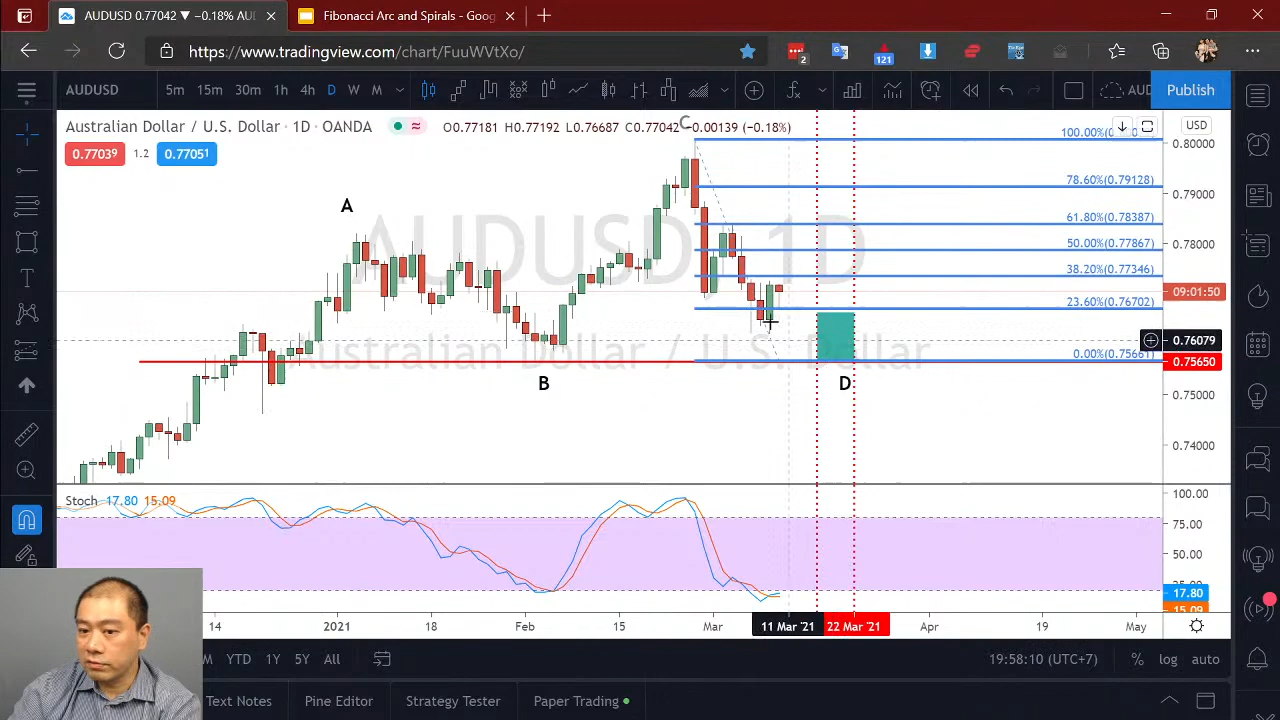 AUDUSD 0.77042 ▼ −0.18% AUD
Fibonacci Arc and Spirals - Goog
https://www.tradingview.com/chart/FuuWVtXo/
2
121
AUDUSD 5m 15m 30m 1h 4h D W M
AUD
Publish
Australian Dollar / U.S. Dollar · 1D · OANDA
O0.77181 H0.77192 L0.76687 C0.77042 −0.00139 (−0.18%)
0.77039 1.2 0.77051
USD
C
100.00%
0.80000
78.60%(0.79128)
0.79000
A
AUDUSD 1D
61.80%(0.78387)
0.78000
50.00%(0.77867)
38.20%(0.77346)
09:01:50
23.60%(0.76702)
0.76079
Australian Dollar / U.S. Dollar
0.00%(0.75661)
0.75650
B
D
0.75000
0.74000
Stoch 17.80 15.09
100.00
75.00
50.00
17.80
15.09
14 2021 18 Feb 15 Mar 11 Mar '21 22 Mar '21 Apr 19 May
M YTD 1Y 5Y All
19:58:10 (UTC+7) % log auto
Text Notes Pine Editor Strategy Tester Paper Trading